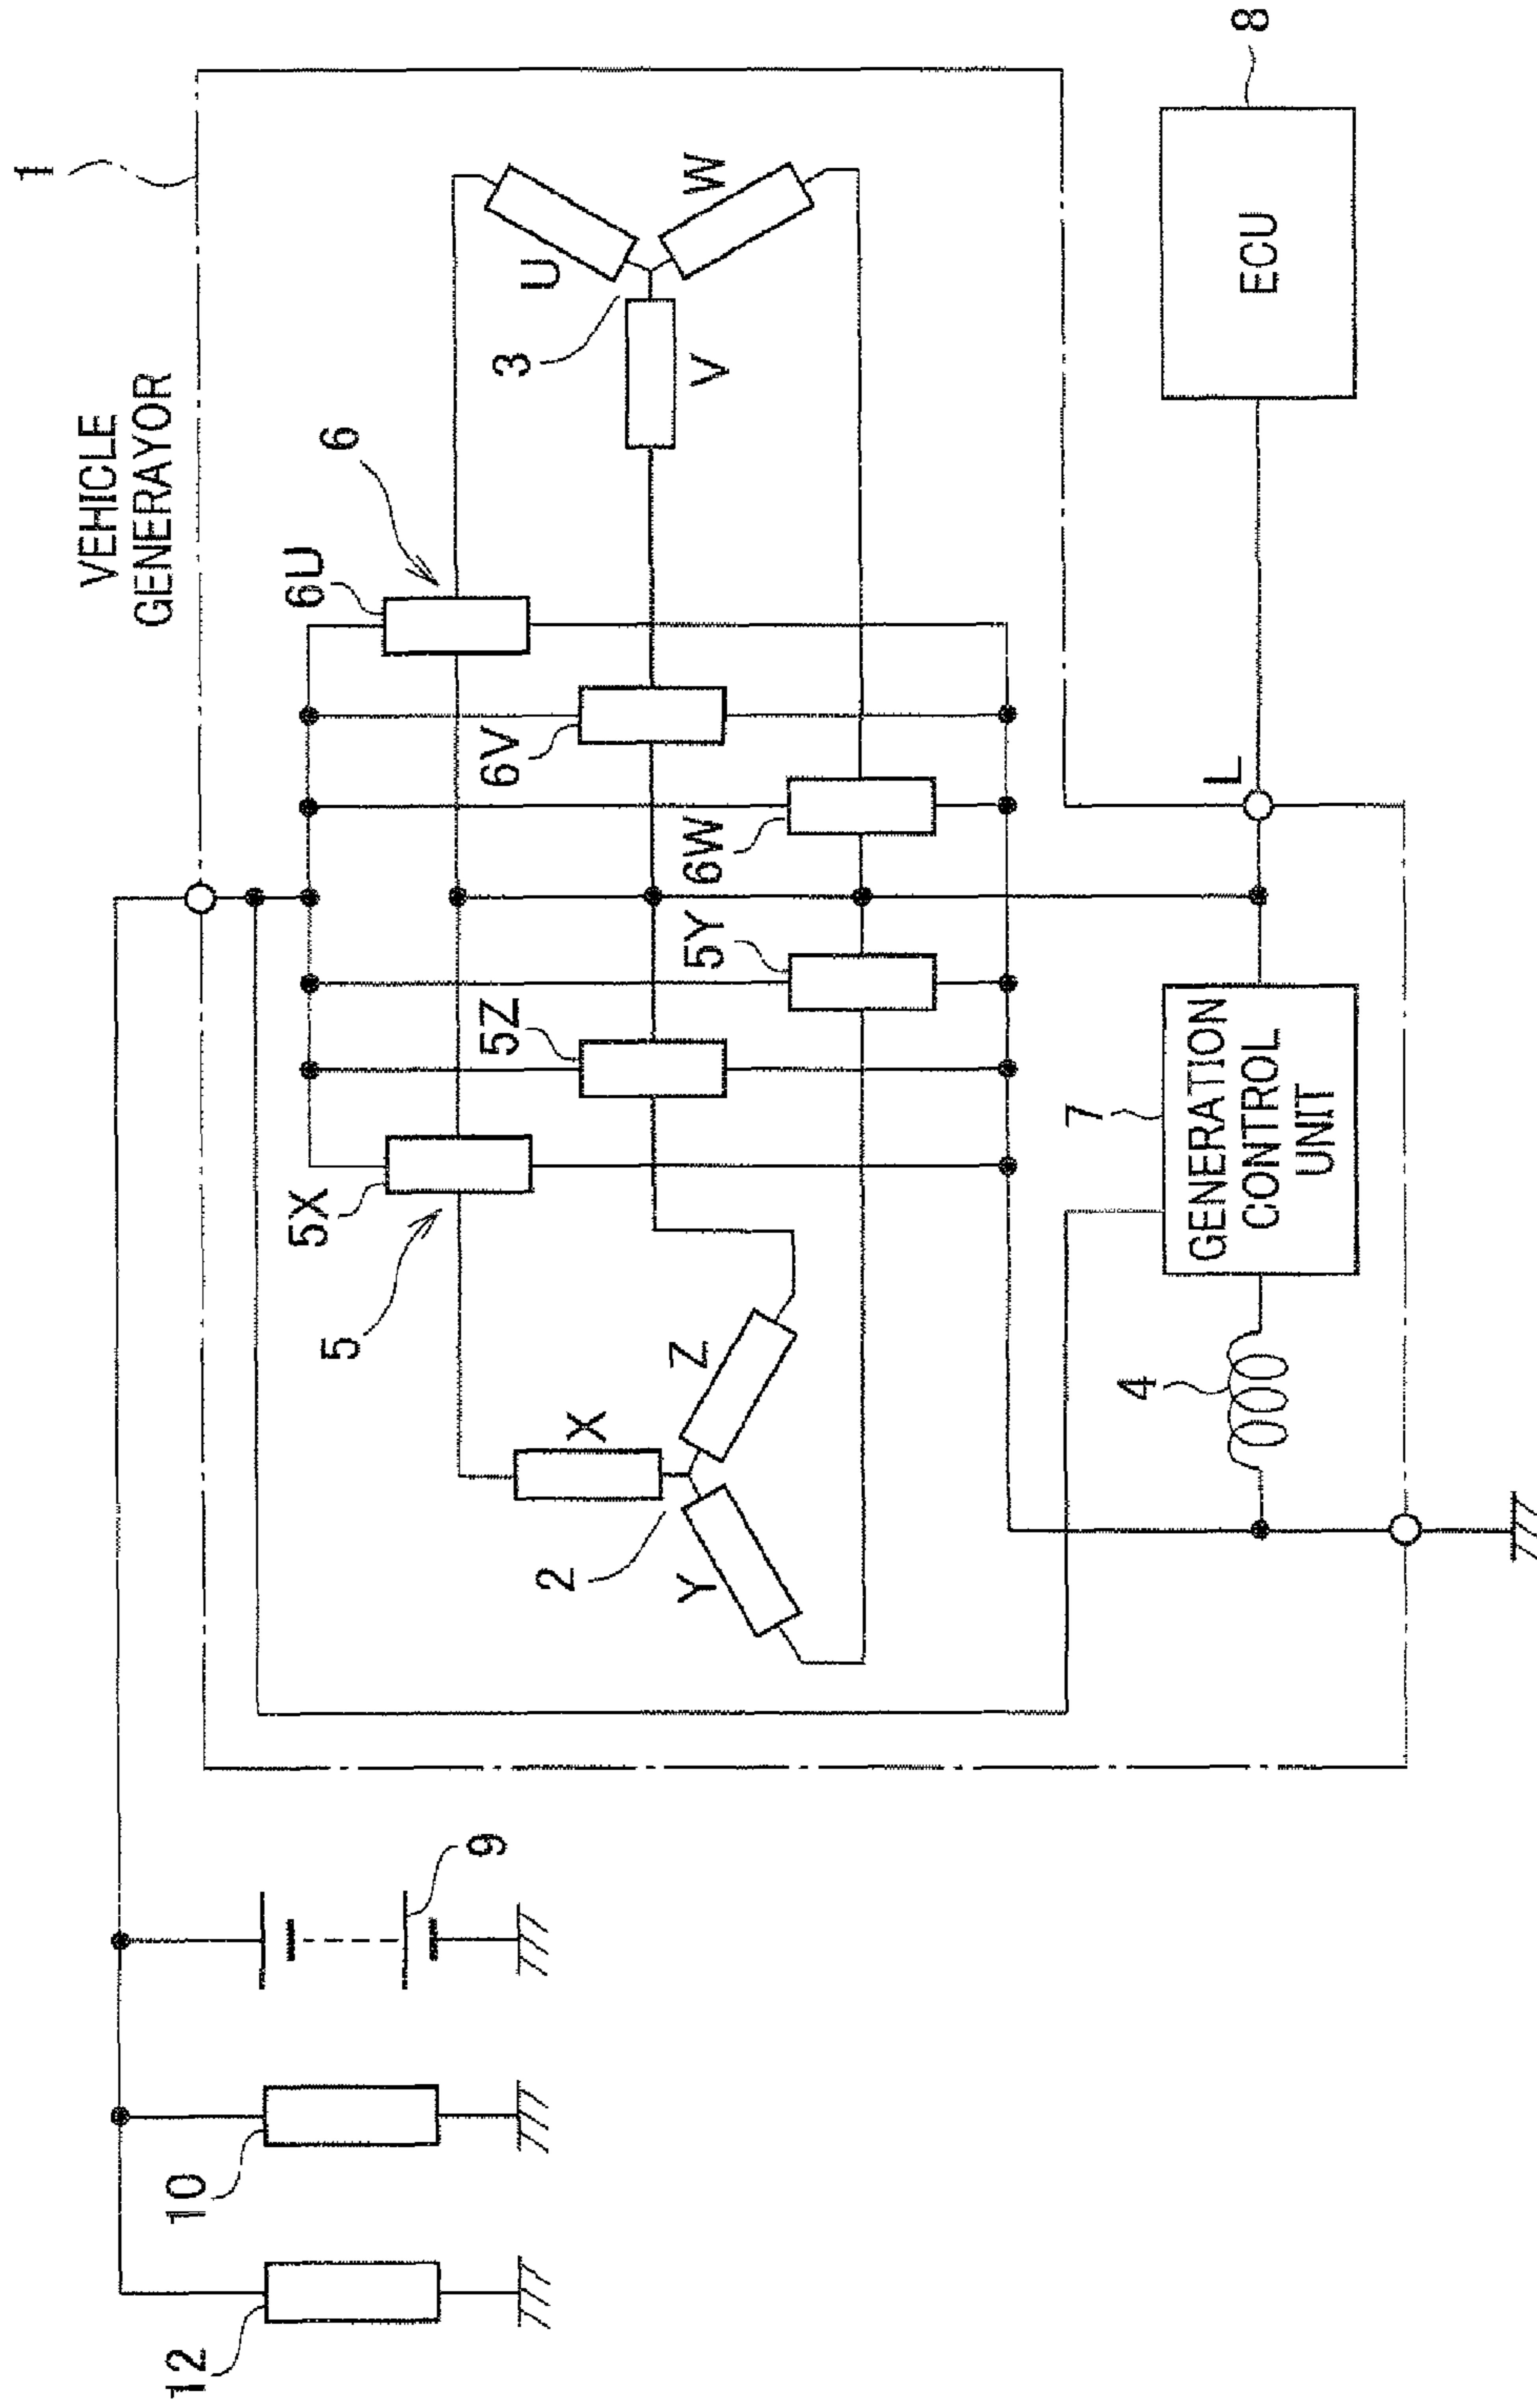 1
VEHICLE
GENERAYOR
6
6U
U
W
3
V
6V
6W
5Y
5Z
5X
5
X
Z
2
Y
L
8
ECU
7
GENERATION
CONTROL
UNIT
4
9
10
12